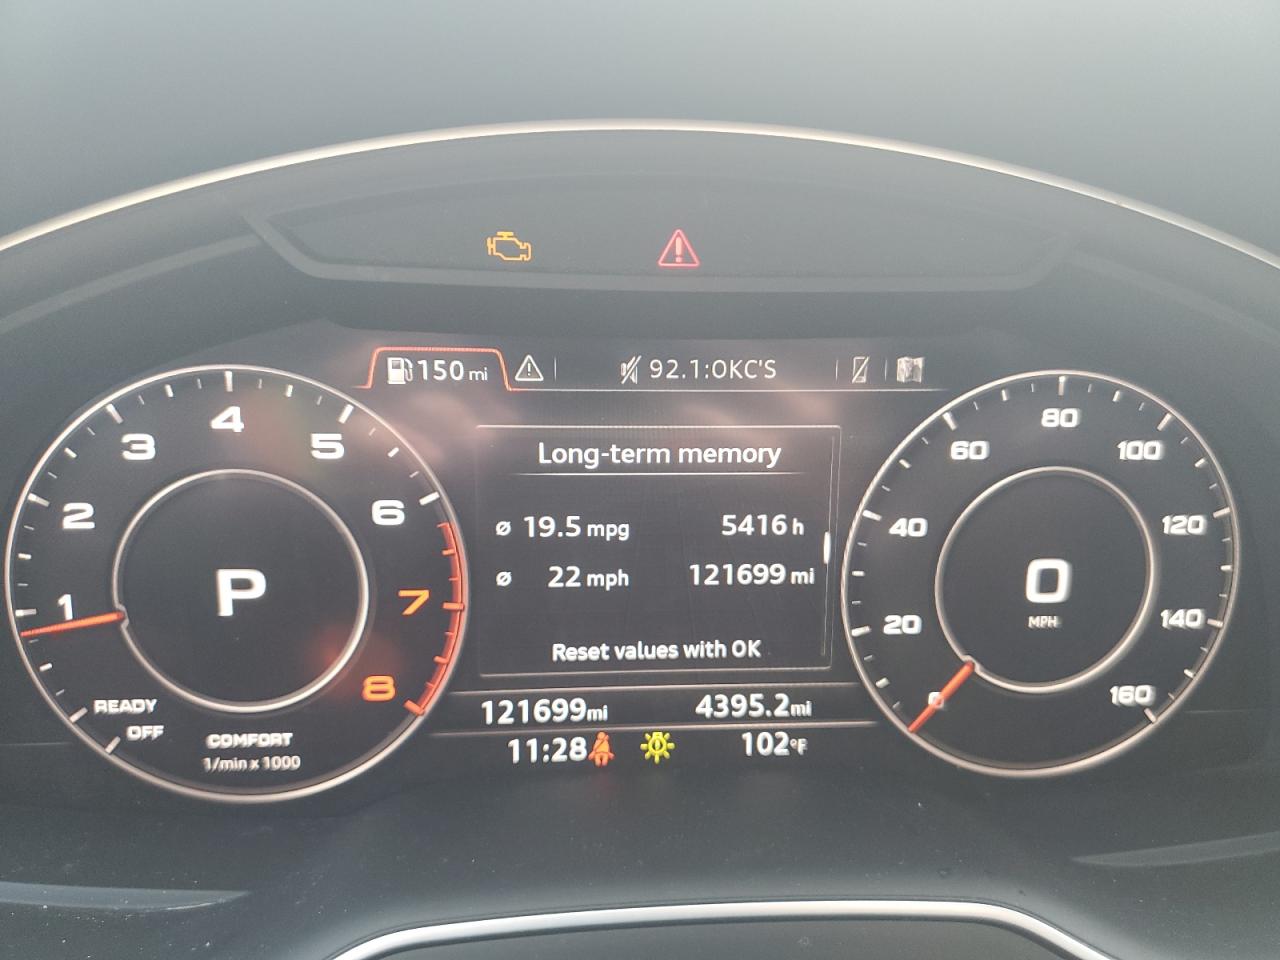 150 mi
92.1:OKC'S
Long-term memory
ø 19.5 mpg 5416 h
ø 22 mph 121699 mi
Reset values with OK
121699mi 4395.2mi
11:28 102°F
1 2 3 4 5 6 7 8
P
READY
OFF
COMFORT
1/min x 1000
0 20 40 60 80 100 120 140 160
0
MPH